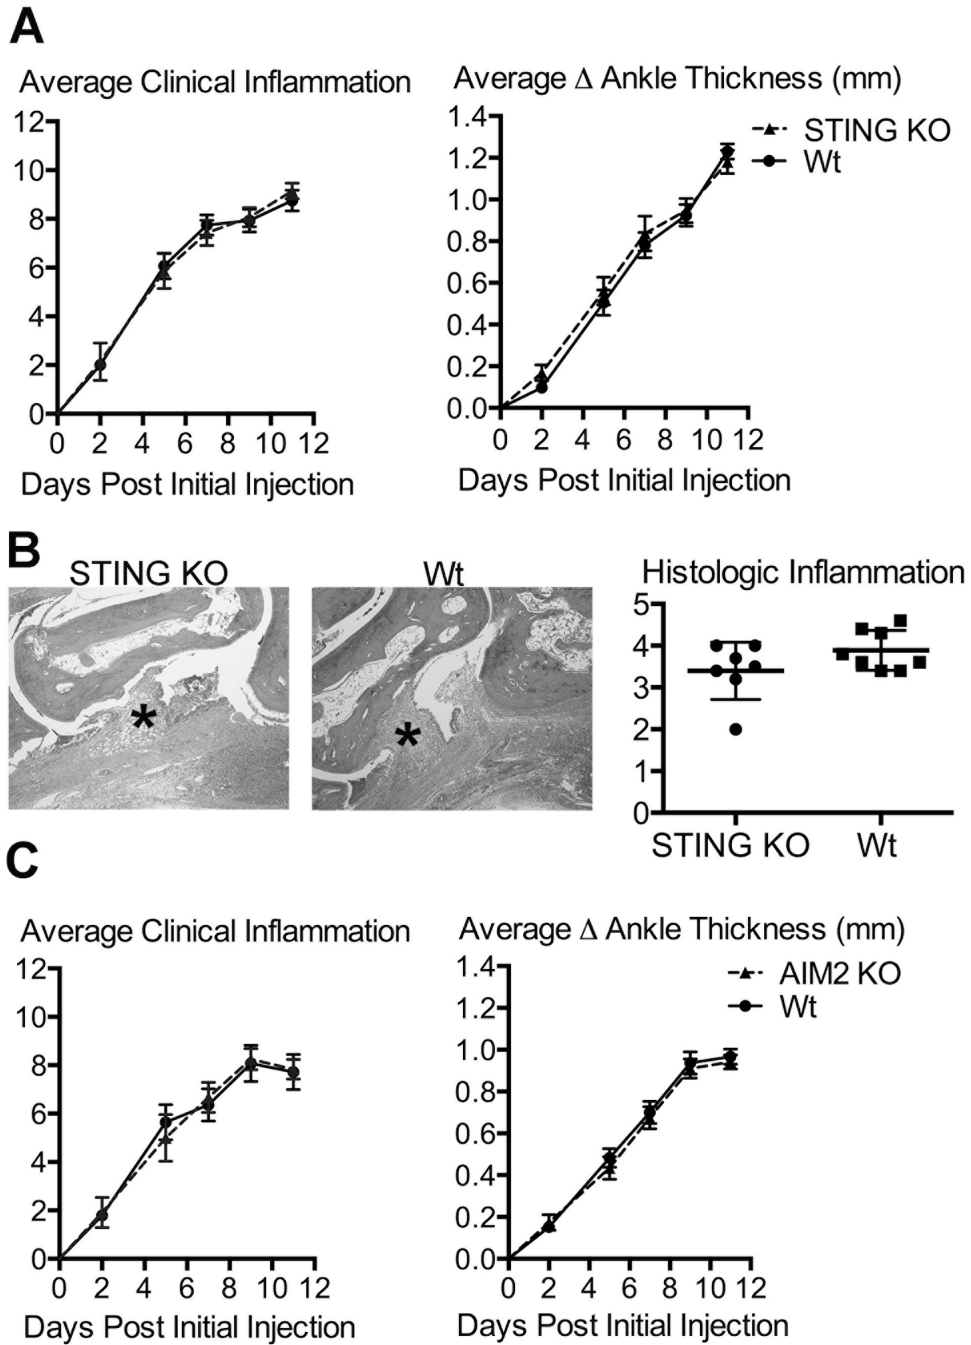 A
Average Clinical Inflammation
12
10
8
6
4
2
0
0 2 4 6 8 10 12
Days Post Initial Injection
Average Δ Ankle Thickness (mm)
1.4
1.2
1.0
0.8
0.6
0.4
0.2
0.0
0 2 4 6 8 10 12
Days Post Initial Injection
STING KO
Wt
B
STING KO
*
Wt
*
Histologic Inflammation
5
4
3
2
1
0
STING KO Wt
C
Average Clinical Inflammation
12
10
8
6
4
2
0
0 2 4 6 8 10 12
Days Post Initial Injection
Average Δ Ankle Thickness (mm)
1.4
1.2
1.0
0.8
0.6
0.4
0.2
0.0
0 2 4 6 8 10 12
Days Post Initial Injection
AIM2 KO
Wt